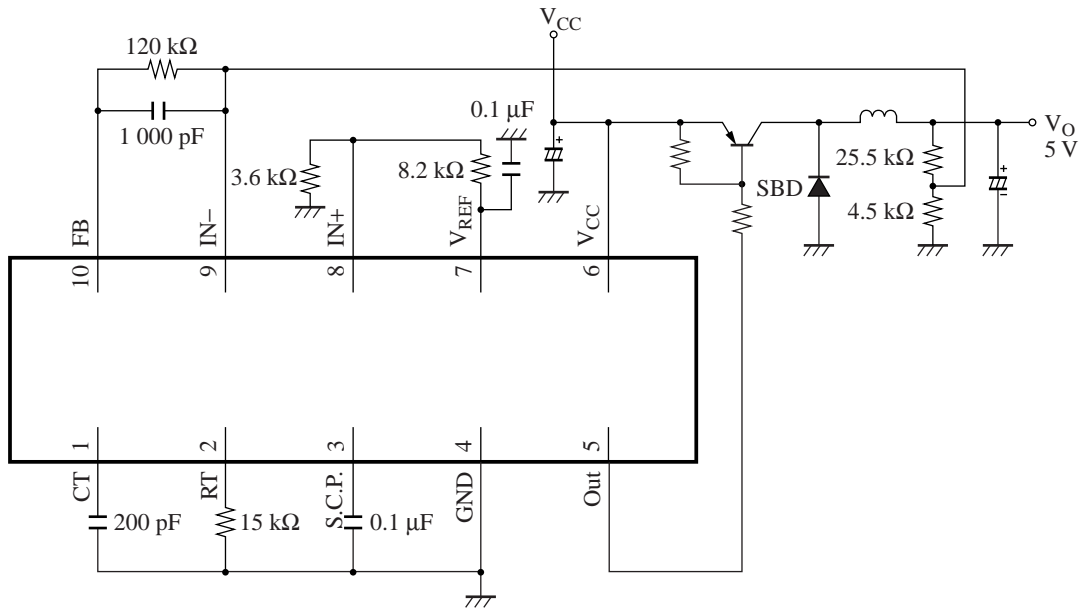 V_CC
120 kΩ
1 000 pF
0.1 µF
3.6 kΩ
8.2 kΩ
V_O
5 V
25.5 kΩ
SBD
4.5 kΩ
FB
IN−
IN+
V_REF
V_CC
10
9
8
7
6
1
2
3
4
5
CT
RT
S.C.P.
GND
Out
200 pF
15 kΩ
0.1 µF